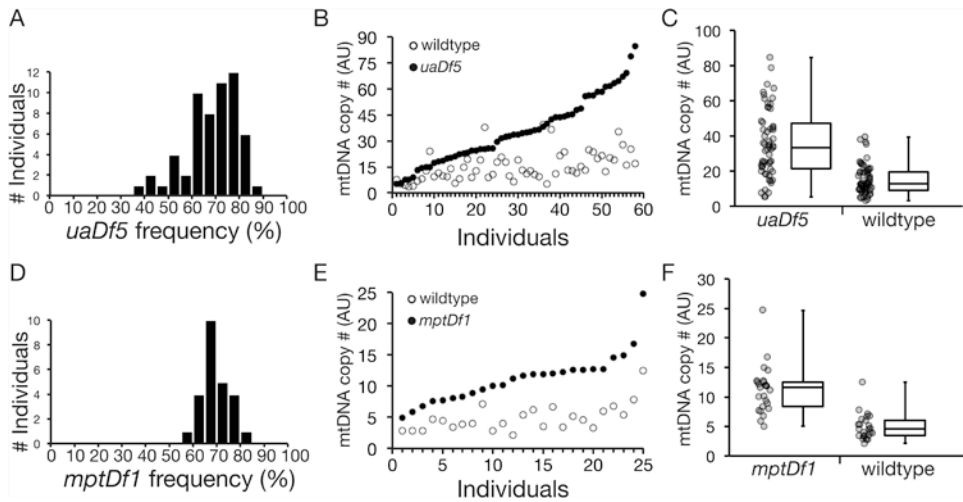 A
# Individuals
12
10
8
6
4
2
0
0 10 20 30 40 50 60 70 80 90 100
uaDf5 frequency (%)
B
mtDNA copy # (AU)
90
75
60
45
30
15
0
wildtype
uaDf5
0 10 20 30 40 50 60
Individuals
C
mtDNA copy # (AU)
100
80
60
40
20
0
uaDf5 wildtype
D
# Individuals
10
8
6
4
2
0
0 10 20 30 40 50 60 70 80 90 100
mptDf1 frequency (%)
E
mtDNA copy # (AU)
25
20
15
10
5
0
wildtype
mptDf1
0 5 10 15 20 25
Individuals
F
mtDNA copy # (AU)
30
25
20
15
10
5
0
mptDf1 wildtype